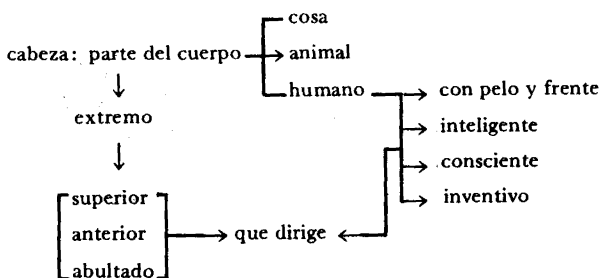 cosa
cabeza: parte del cuerpo animal
humano con pelo y frente
extremo inteligente
consciente
superior inventivo
anterior que dirige
abultado